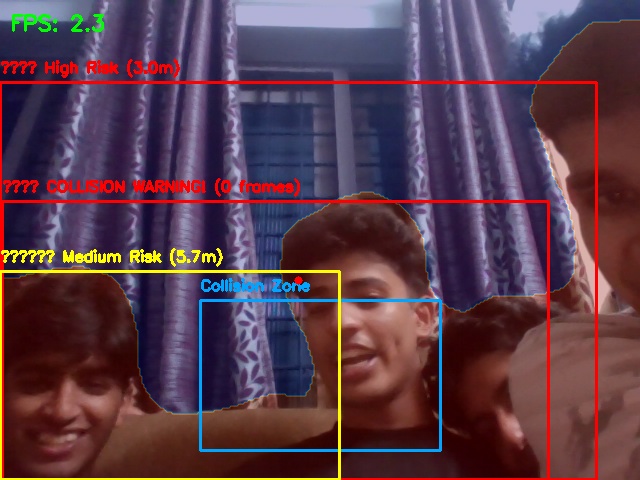 FPS: 2.3
???? High Risk (3.0m)
???? COLLISION WARNING! (0 frames)
?????? Medium Risk (5.7m)
Collision Zone